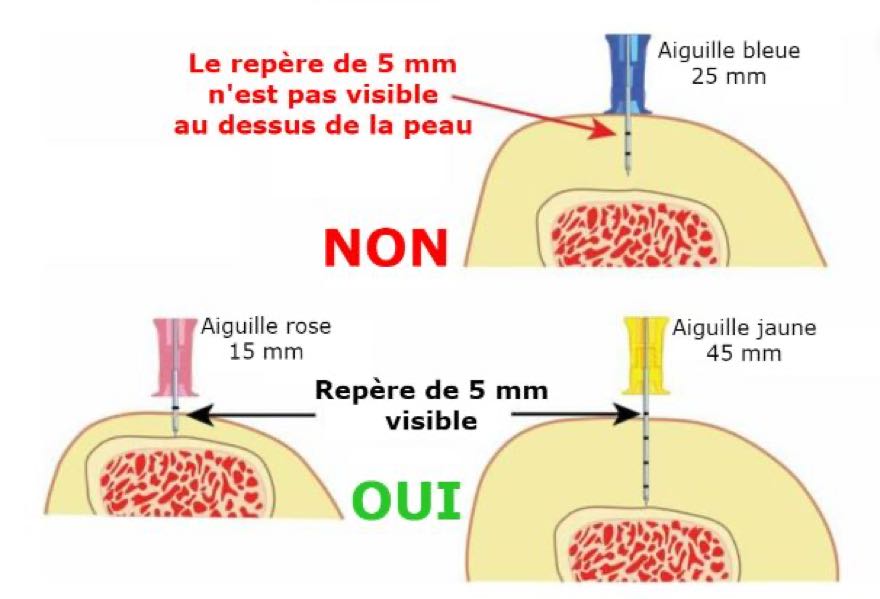 Le repère de 5 mm
n'est pas visible
au dessus de la peau
Aiguille bleue
25 mm
NON
Aiguille rose
15 mm
Repère de 5 mm
visible
Aiguille jaune
45 mm
OUI